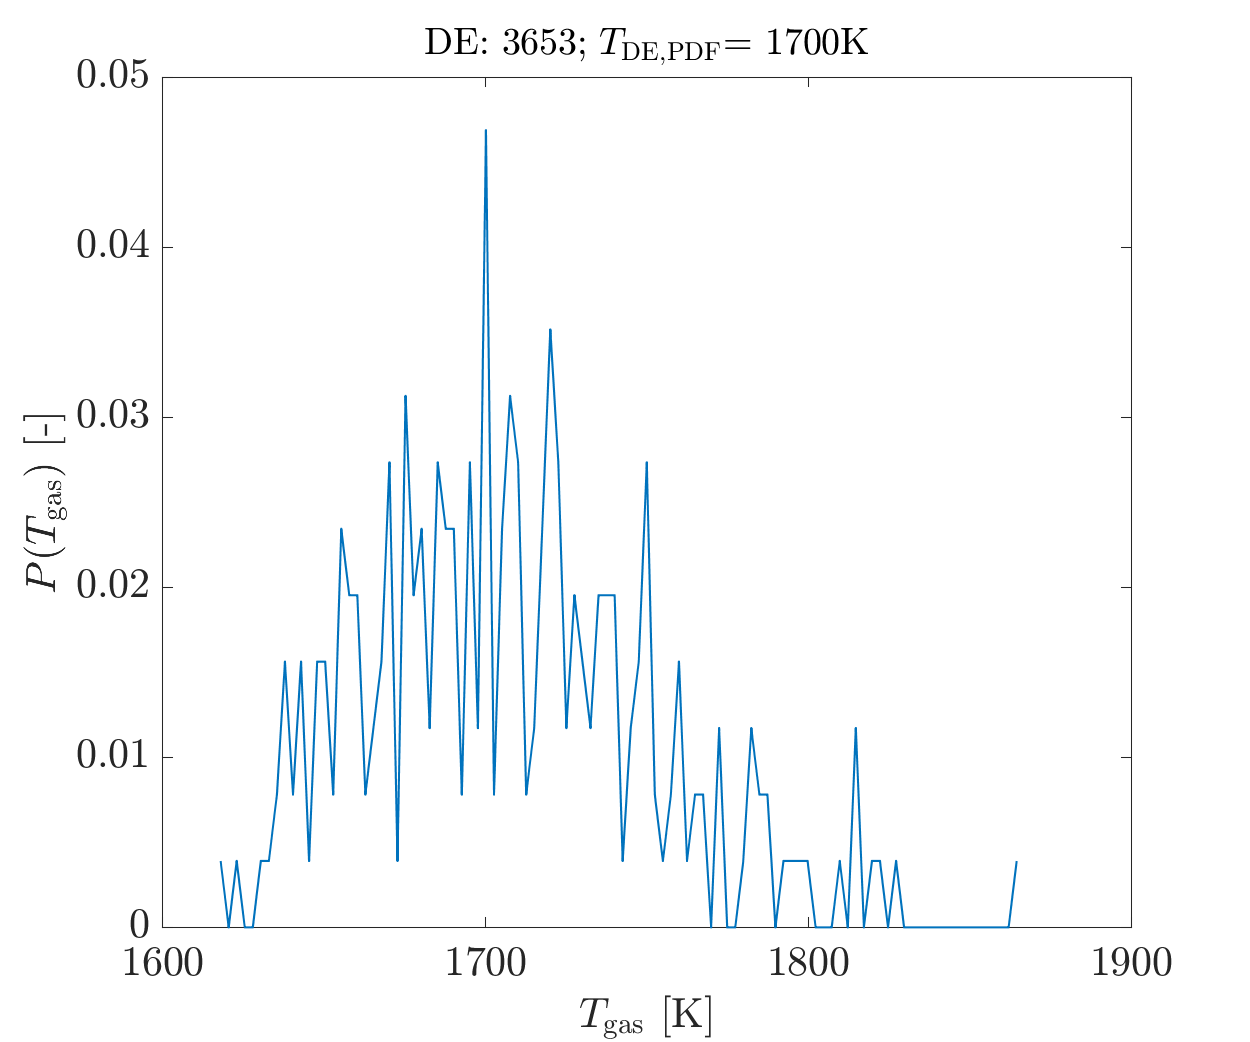 DE: 3653; T_DE,PDF= 1700K
0.05
0.04
0.03
0.02
0.01
0
P(T_gas) [-]
1600 1700 1800 1900
T_gas [K]